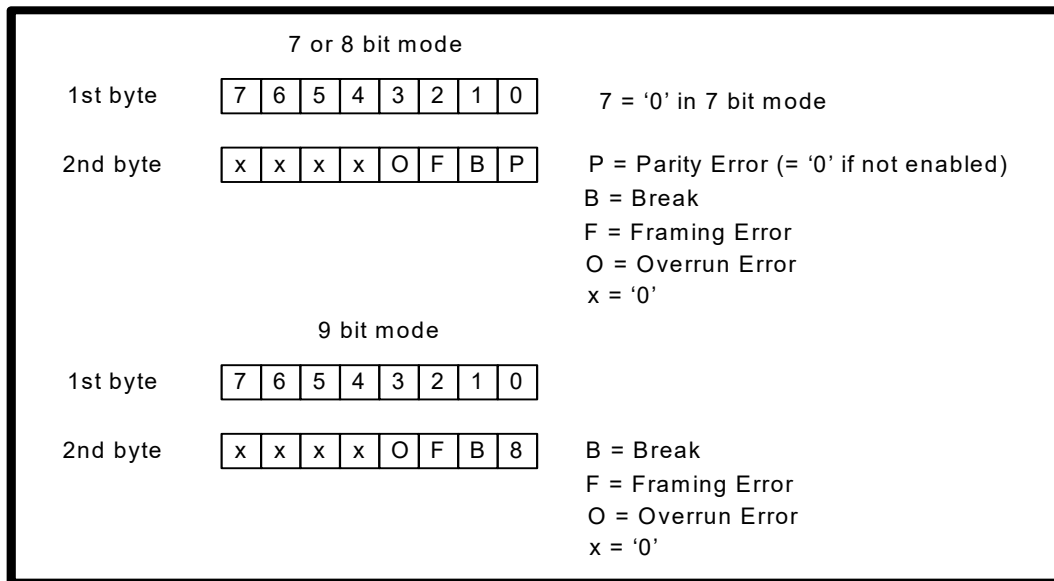 7 or 8 bit mode
1st byte 7 6 5 4 3 2 1 0 7 = ‘0’ in 7 bit mode
2nd byte x x x x O F B P P = Parity Error (= ‘0’ if not enabled)
B = Break
F = Framing Error
O = Overrun Error
x = ‘0’
9 bit mode
1st byte 7 6 5 4 3 2 1 0
2nd byte x x x x O F B 8 B = Break
F = Framing Error
O = Overrun Error
x = ‘0’